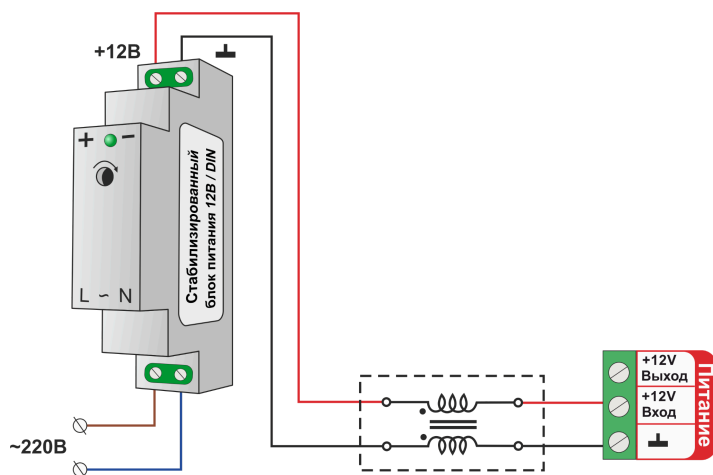 +12В
+ −
Стабилизированный
блок питания 12В / DIN
L ~ N
~220В
+12V
Выход
+12V
Вход
Питание